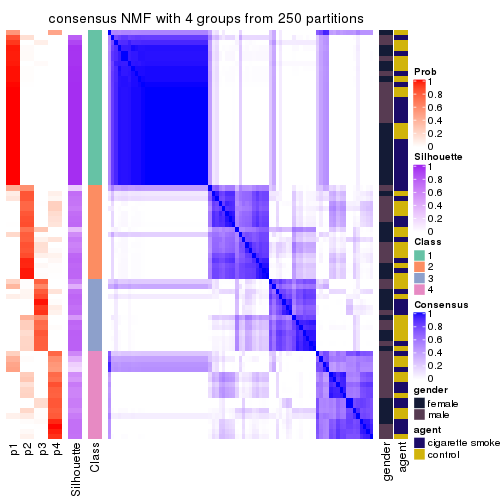 consensus NMF with 4 groups from 250 partitions
Prob
1
0.8
0.6
0.4
0.2
0
Silhouette
1
0.8
0.6
0.4
0.2
0
Class
1
2
3
4
Consensus
1
0.8
0.6
0.4
0.2
0
gender
female
male
agent
cigarette smoke
control
p1
p2
p3
p4
Silhouette
Class
gender
agent